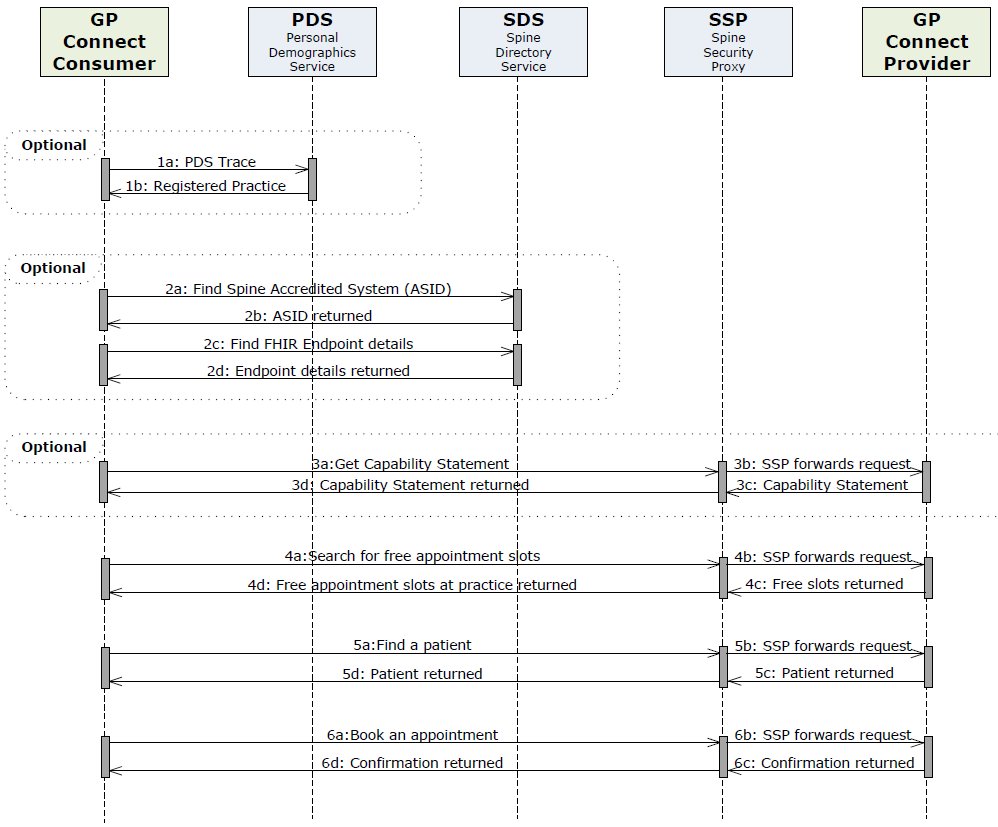 GP
Connect
Consumer
PDS
Personal
Demographics
Service
SDS
Spine
Directory
Service
SSP
Spine
Security
Proxy
GP
Connect
Provider
Optional
1a: PDS Trace
1b: Registered Practice
Optional
2a: Find Spine Accredited System (ASID)
2b: ASID returned
2c: Find FHIR Endpoint details
2d: Endpoint details returned
Optional
3a:Get Capability Statement
3b: SSP forwards request
3d: Capability Statement returned
3c: Capability Statement
4a:Search for free appointment slots
4b: SSP forwards request
4d: Free appointment slots at practice returned
4c: Free slots returned
5a:Find a patient
5b: SSP forwards request
5d: Patient returned
5c: Patient returned
6a:Book an appointment
6b: SSP forwards request
6d: Confirmation returned
6c: Confirmation returned